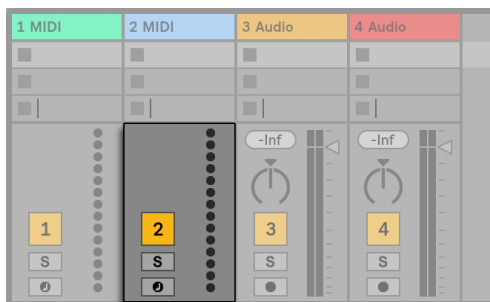 1 MIDI 2 MIDI 3 Audio 4 Audio
-Inf -Inf
1 2 3 4
S S S S